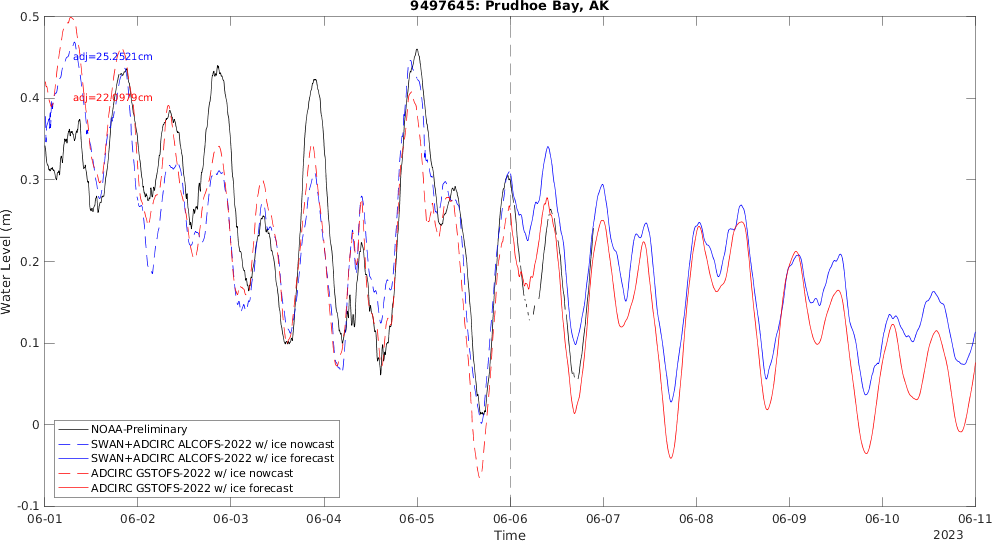 9497645: Prudhoe Bay, AK
0.5
adj=25.2521cm
0.4
adj=22.0979cm
0.3
0.2
0.1
0
-0.1
Water Level (m)
NOAA-Preliminary
SWAN+ADCIRC ALCOFS-2022 w/ ice nowcast
SWAN+ADCIRC ALCOFS-2022 w/ ice forecast
ADCIRC GSTOFS-2022 w/ ice nowcast
ADCIRC GSTOFS-2022 w/ ice forecast
06-01 06-02 06-03 06-04 06-05 06-06 06-07 06-08 06-09 06-10 06-11
Time
2023